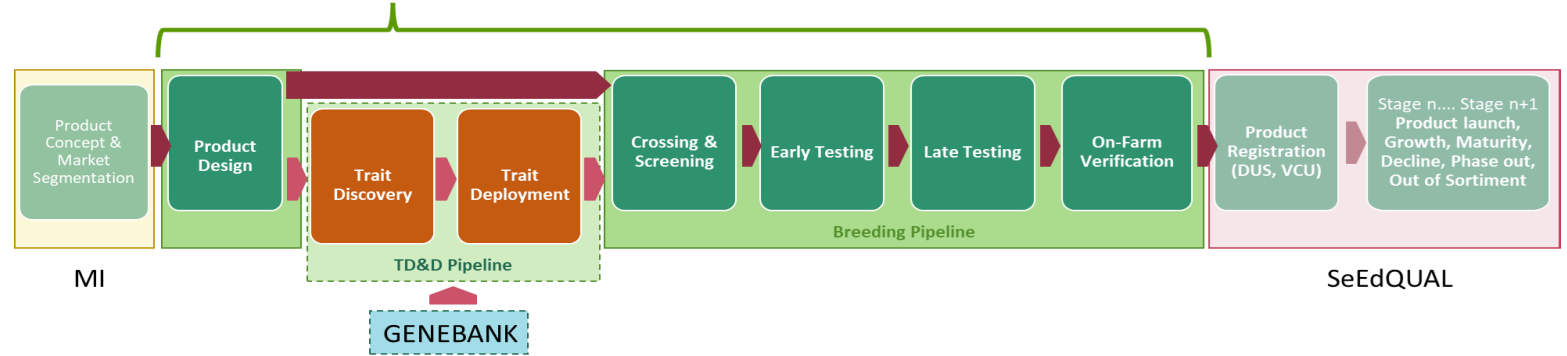 Product
Concept &
Market
Segmentation
MI
Product
Design
Trait
Discovery
Trait
Deployment
TD&D Pipeline
GENEBANK
Crossing &
Screening
Early Testing
Late Testing
On-Farm
Verification
Breeding Pipeline
Product
Registration
(DUS, VCU)
Stage n.... Stage n+1
Product launch,
Growth, Maturity,
Decline, Phase out,
Out of Sortiment
SeEdQUAL